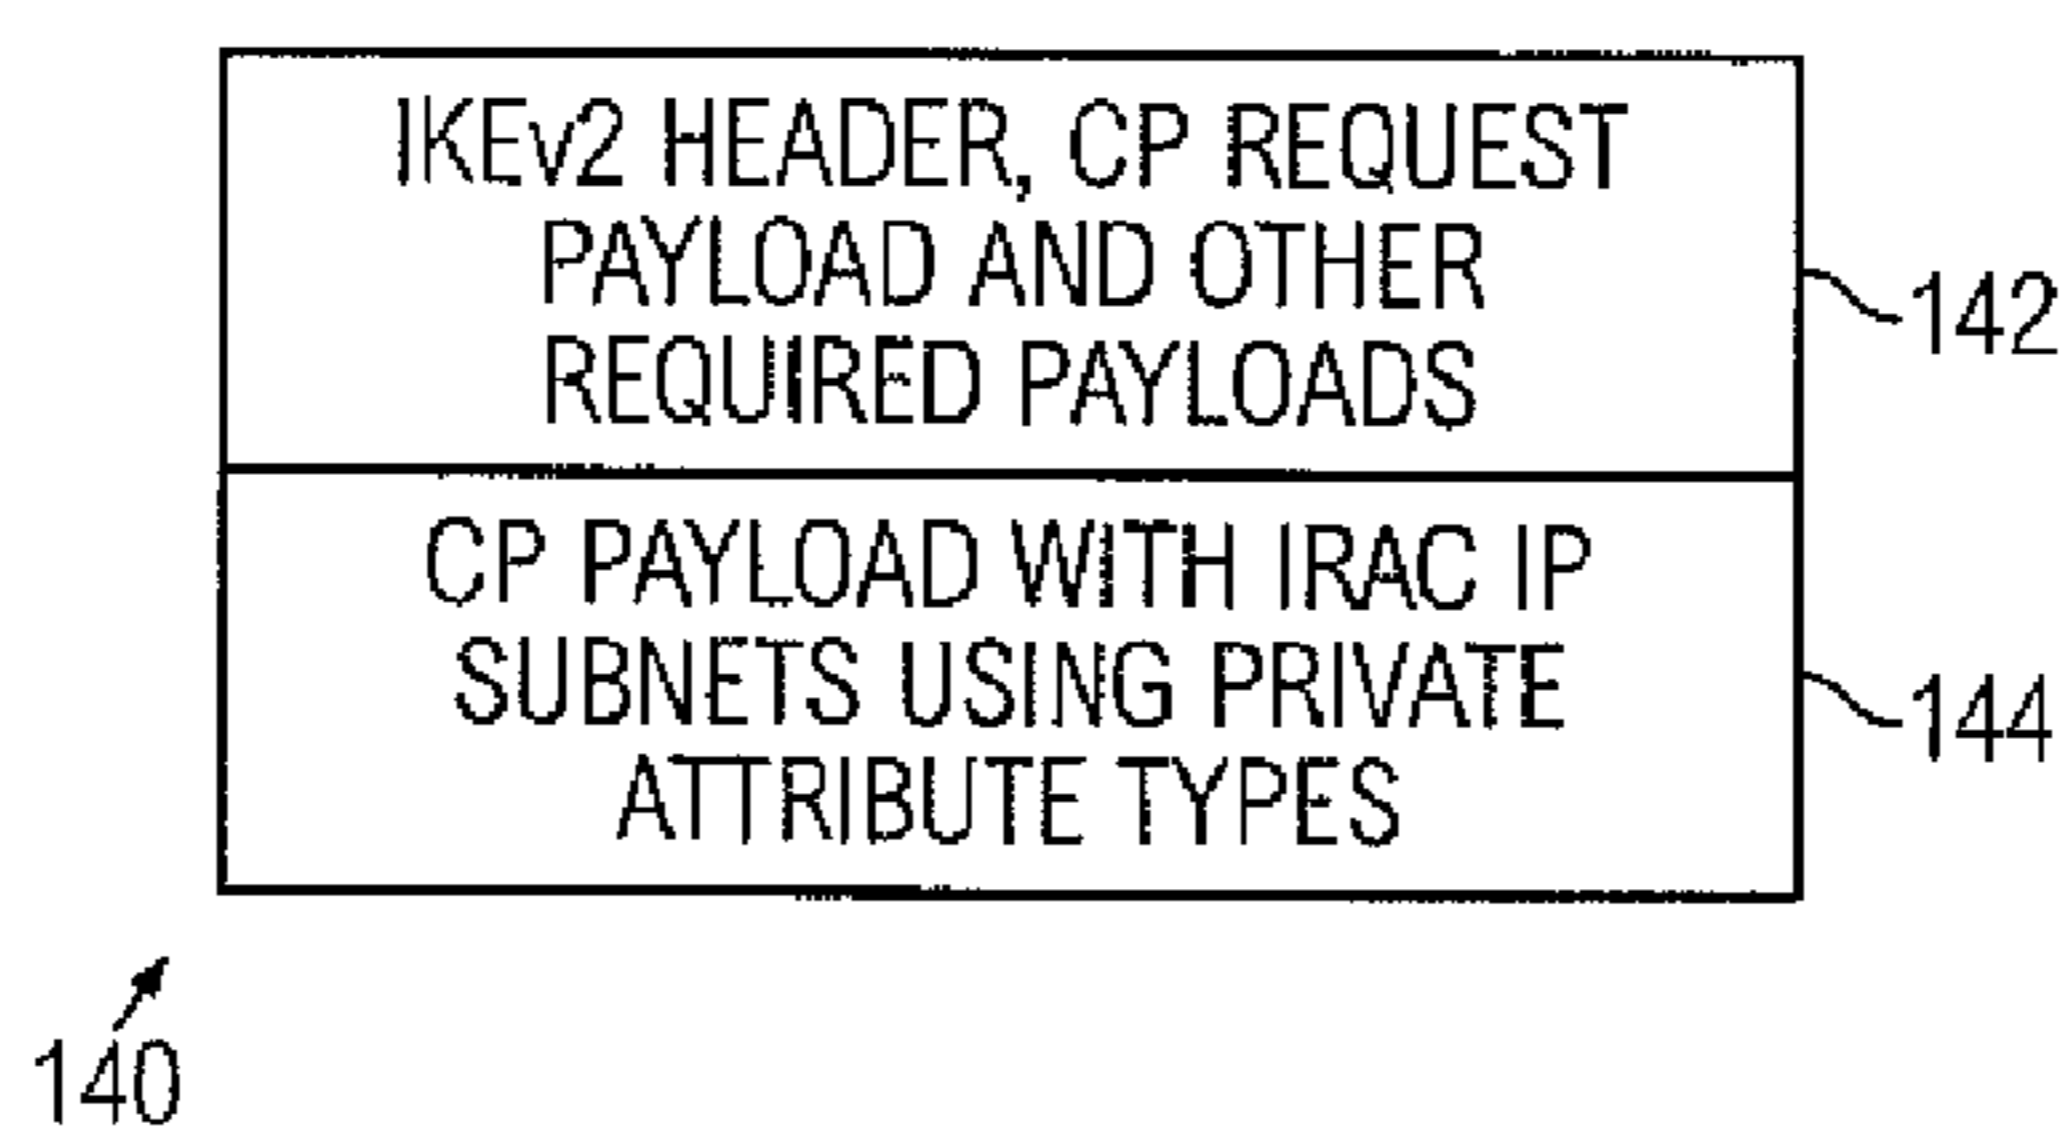 IKEv2 HEADER, CP REQUEST
PAYLOAD AND OTHER
REQUIRED PAYLOADS
142
CP PAYLOAD WITH IRAC IP
SUBNETS USING PRIVATE
ATTRIBUTE TYPES
144
140